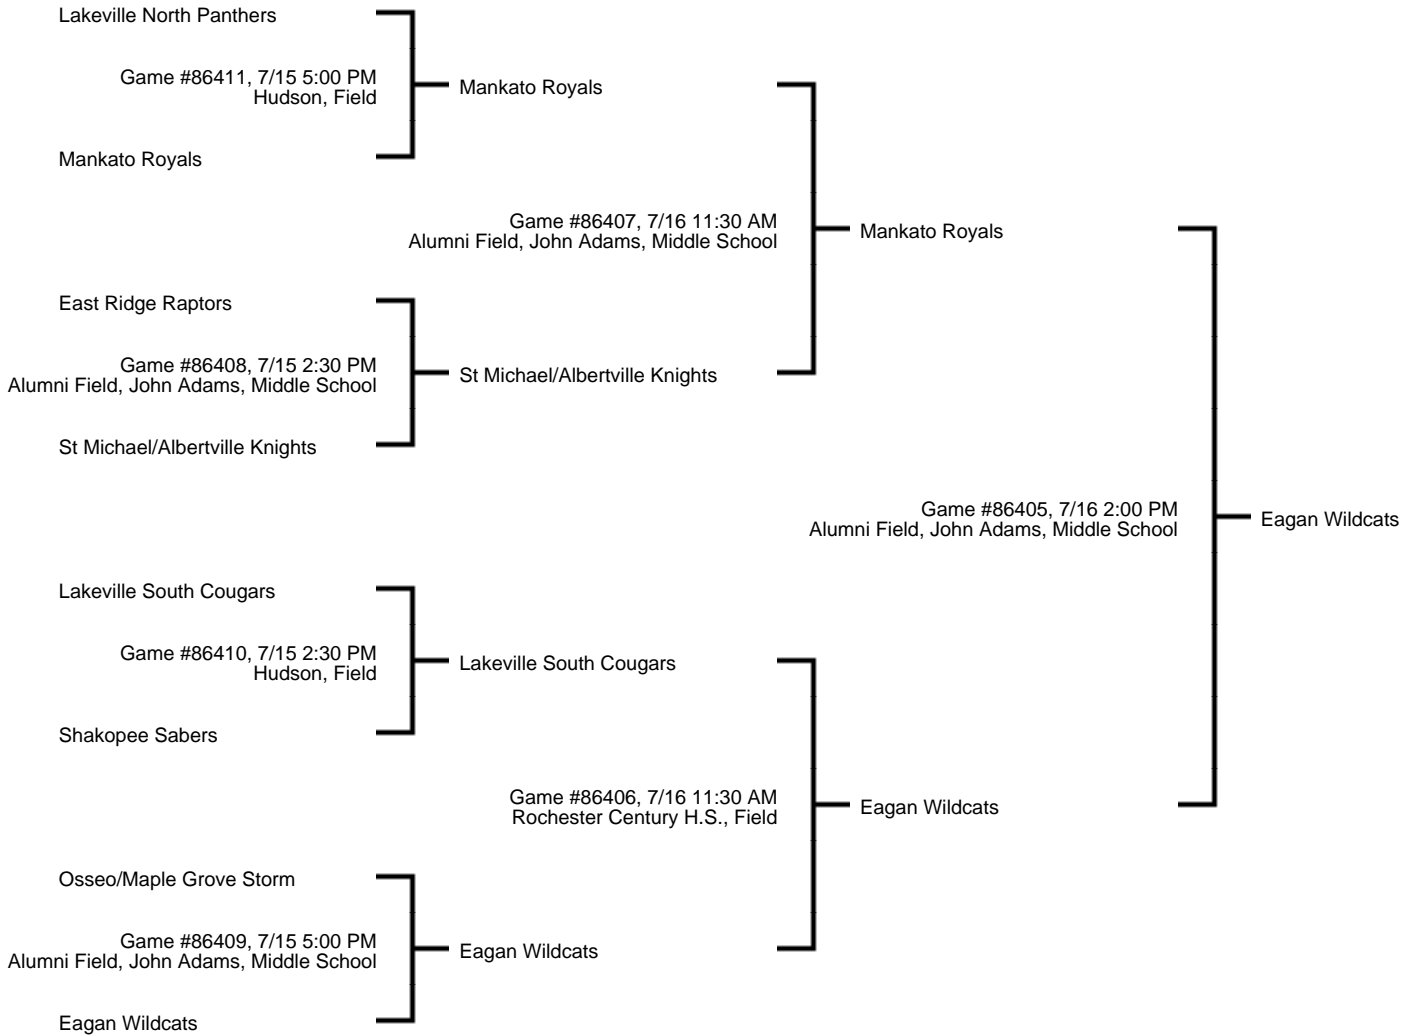 Lakeville North Panthers
Game #86411, 7/15 5:00 PM
Hudson, Field
Mankato Royals
Mankato Royals
Game #86407, 7/16 11:30 AM
Alumni Field, John Adams, Middle School
Mankato Royals
East Ridge Raptors
Game #86408, 7/15 2:30 PM
Alumni Field, John Adams, Middle School
St Michael/Albertville Knights
St Michael/Albertville Knights
Game #86405, 7/16 2:00 PM
Alumni Field, John Adams, Middle School
Eagan Wildcats
Lakeville South Cougars
Game #86410, 7/15 2:30 PM
Hudson, Field
Lakeville South Cougars
Shakopee Sabers
Game #86406, 7/16 11:30 AM
Rochester Century H.S., Field
Eagan Wildcats
Osseo/Maple Grove Storm
Game #86409, 7/15 5:00 PM
Alumni Field, John Adams, Middle School
Eagan Wildcats
Eagan Wildcats